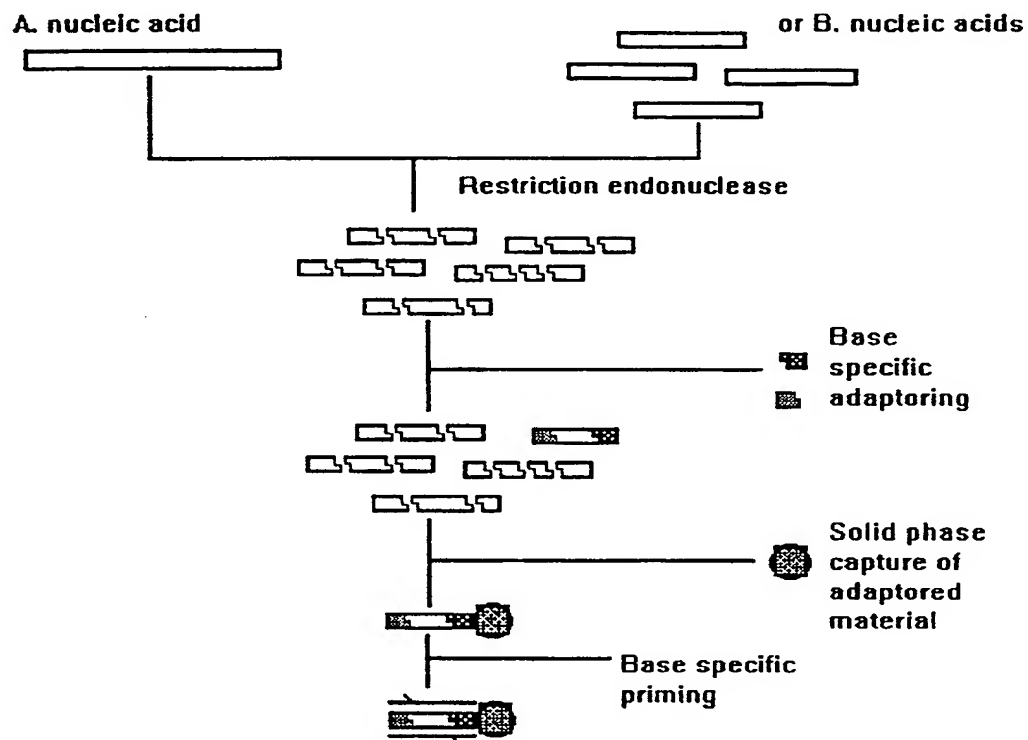 A. nucleic acid
or B. nucleic acids
Restriction endonuclease
Base
specific
adaptoring
Solid phase
capture of
adaptored
material
Base specific
priming